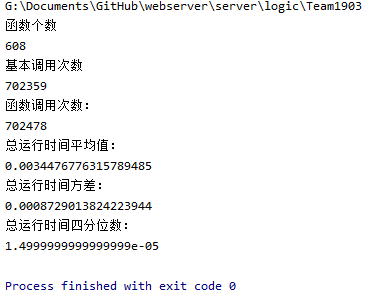 G:\Documents\GitHub\webserver\server\logic\Team1903
函数个数
608
基本调用次数
702359
函数调用次数：
702478
总运行时间平均值：
0.0034476776315789485
总运行时间方差：
0.0008729013824223944
总运行时间四分位数：
1.4999999999999999e-05
Process finished with exit code 0